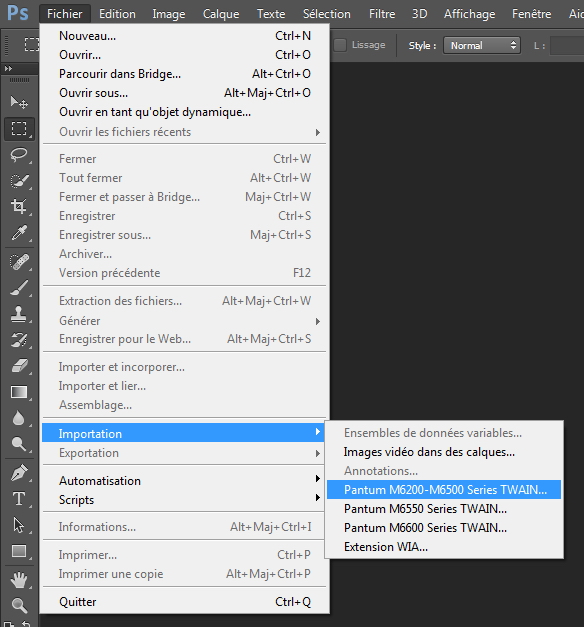 Ps Fichier Edition Image Calque Texte Sélection Filtre 3D Affichage Fenêtre
Lissage Style : Normal L :
Nouveau... Ctrl+N
Ouvrir... Ctrl+O
Parcourir dans Bridge... Alt+Ctrl+O
Ouvrir sous... Alt+Maj+Ctrl+O
Ouvrir en tant qu'objet dynamique...
Ouvrir les fichiers récents
Fermer Ctrl+W
Tout fermer Alt+Ctrl+W
Fermer et passer à Bridge... Maj+Ctrl+W
Enregistrer Ctrl+S
Enregistrer sous... Maj+Ctrl+S
Archiver...
Version précédente F12
Extraction des fichiers... Alt+Maj+Ctrl+W
Générer
Enregistrer pour le Web... Alt+Maj+Ctrl+S
Importer et incorporer...
Importer et lier...
Assemblage...
Importation
Exportation
Automatisation
Scripts
Informations... Alt+Maj+Ctrl+I
Imprimer... Ctrl+P
Imprimer une copie Alt+Maj+Ctrl+P
Quitter Ctrl+Q
Ensembles de données variables...
Images vidéo dans des calques...
Annotations...
Pantum M6200-M6500 Series TWAIN...
Pantum M6550 Series TWAIN...
Pantum M6600 Series TWAIN...
Extension WIA...